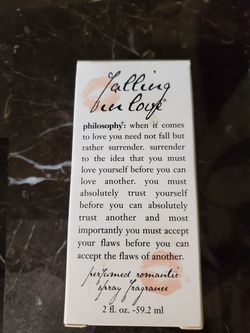 falling
in love
philosophy: when it comes
to love you need not fall but
rather surrender. surrender
to the idea that you must
love yourself before you can
love another. you must
absolutely trust yourself
before you can absolutely
trust another and most
importantly you must accept
your flaws before you can
accept the flaws of another.
perfumed romantic
spray fragrance
2 fl. oz. -59.2 ml